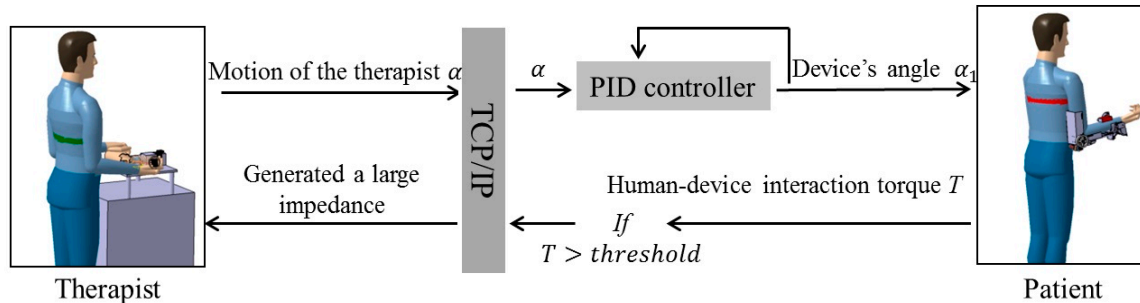 Motion of the therapist α
α
PID controller
Device's angle α₁
TCP/IP
Generated a large
impedance
If
T > threshold
Human-device interaction torque T
Therapist
Patient